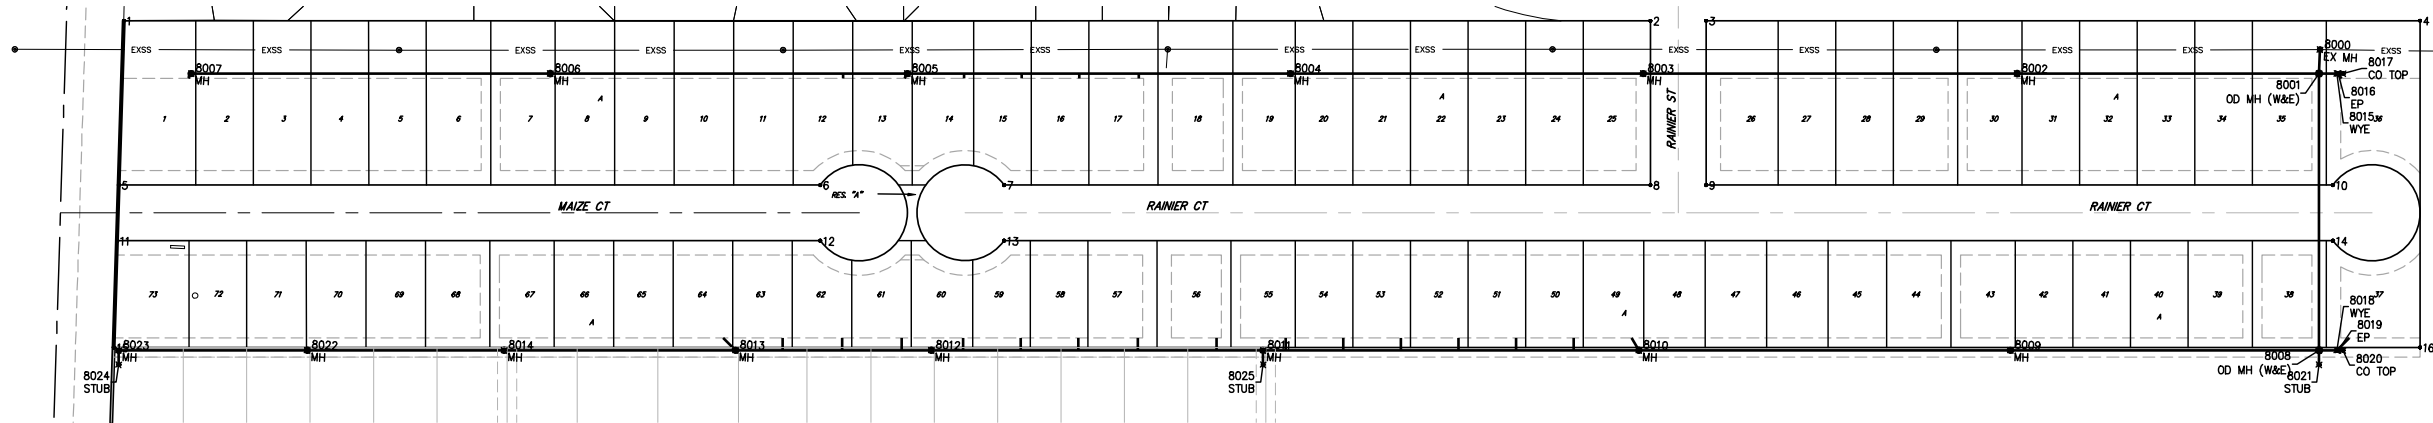 1
2
3
4
EXSS EXSS EXSS EXSS EXSS EXSS EXSS EXSS EXSS EXSS EXSS EXSS EXSS
8000
EX MH
8007
MH
8006
MH
8005
MH
8004
MH
8003
MH
8002
MH
8001
OD MH (W&E)
8017
CO TOP
8016
EP
8015
WYE
A A A
RAINIER ST
1 2 3 4 5 6 7 8 9 10 11 12 13 14 15 16 17 18 19 20 21 22 23 24 25 26 27 28 29 30 31 32 33 34 35 36
5 6 7 8 9 10
RES. "A"
MAIZE CT RAINIER CT RAINIER CT
11 12 13 14
73 72 71 70 69 68 67 66 65 64 63 62 61 60 59 58 57 56 55 54 53 52 51 50 49 48 47 46 45 44 43 42 41 40 39 38 37
A A A
8018
WYE
8019
EP
8020
CO TOP
8023
MH
8022
MH
8014
MH
8013
MH
8012
MH
8011
MH
8010
MH
8009
MH
8008
OD MH (W&E)
16
8024
STUB
8025
STUB
8021
STUB